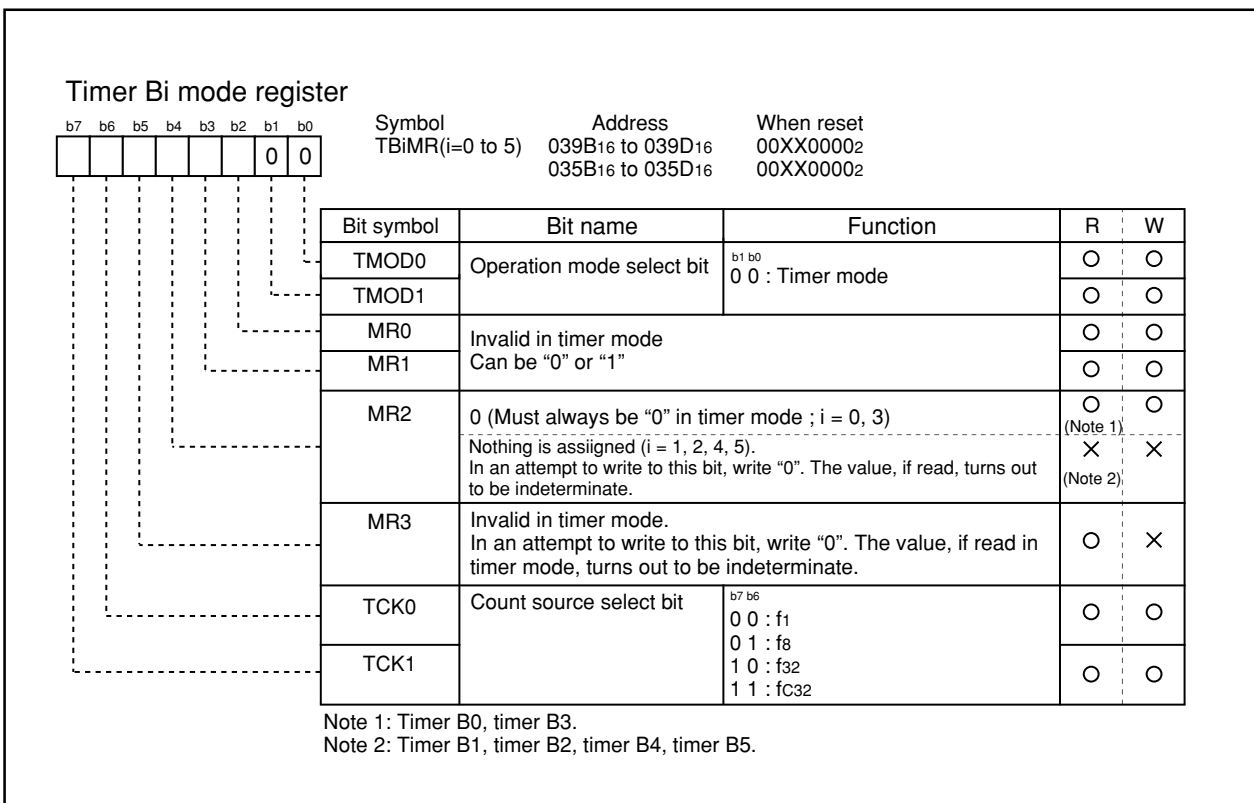 Timer Bi mode register
b7 b6 b5 b4 b3 b2 b1 b0
0 0
Symbol Address When reset
TBiMR(i=0 to 5) 039B16 to 039D16 00XX00002
035B16 to 035D16 00XX00002
Bit symbol Bit name Function R W
TMOD0 Operation mode select bit b1 b0
0 0 : Timer mode
TMOD1
MR0 Invalid in timer mode
MR1 Can be “0” or “1”
MR2 0 (Must always be “0” in timer mode ; i = 0, 3)
(Note 1)
Nothing is assiigned (i = 1, 2, 4, 5).
In an attempt to write to this bit, write “0”. The value, if read, turns out
to be indeterminate.
(Note 2)
MR3 Invalid in timer mode.
In an attempt to write to this bit, write “0”. The value, if read in
timer mode, turns out to be indeterminate.
TCK0 Count source select bit b7 b6
0 0 : f1
0 1 : f8
TCK1 1 0 : f32
1 1 : fC32
Note 1: Timer B0, timer B3.
Note 2: Timer B1, timer B2, timer B4, timer B5.